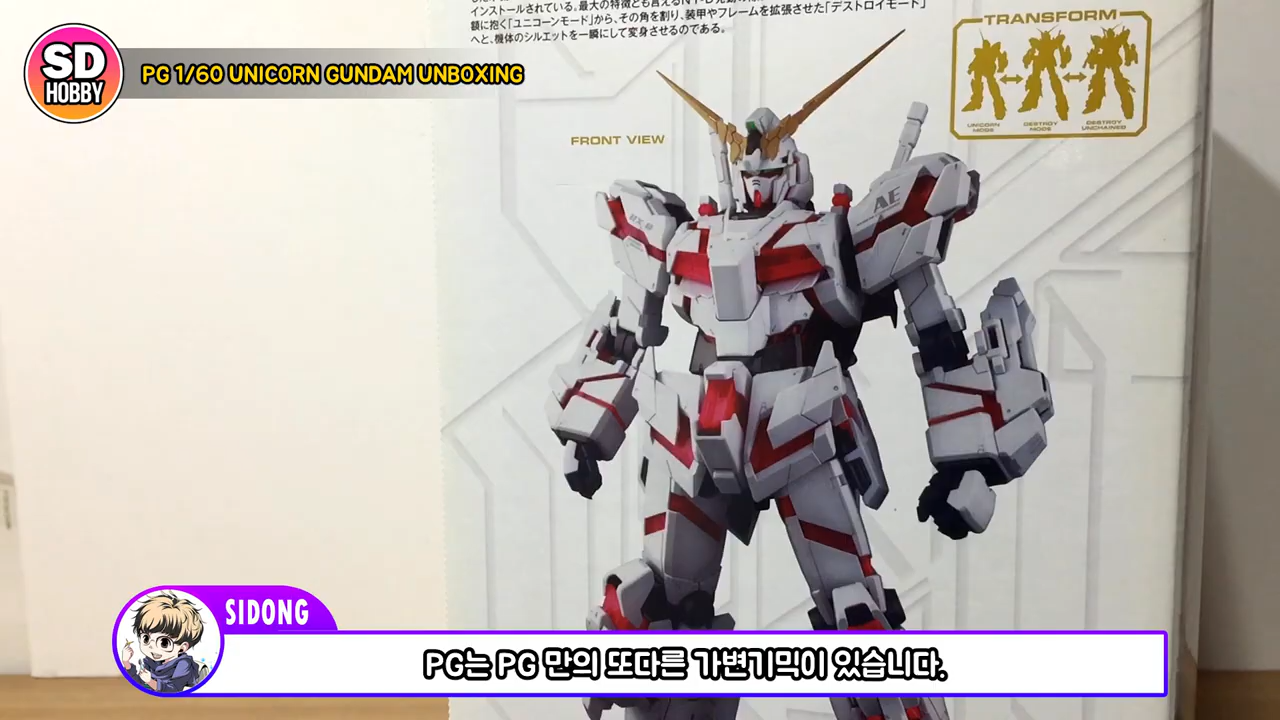 インストールされている。最大の特徴とも言える
額に抱く「ユニコーンモード」から、その角を割り、装甲やフレームを拡張させた「デストロイモード」
へと、機体のシルエットを一瞬にして変身させるのである。
SD
HOBBY
PG 1/60 UNICORN GUNDAM UNBOXING
TRANSFORM
UNICORN MODE
DESTROY MODE
DESTROY UNCHAINED
FRONT VIEW
AE
RX-0
SIDONG
PG는 PG 만의 또다른 가변기믹이 있습니다.